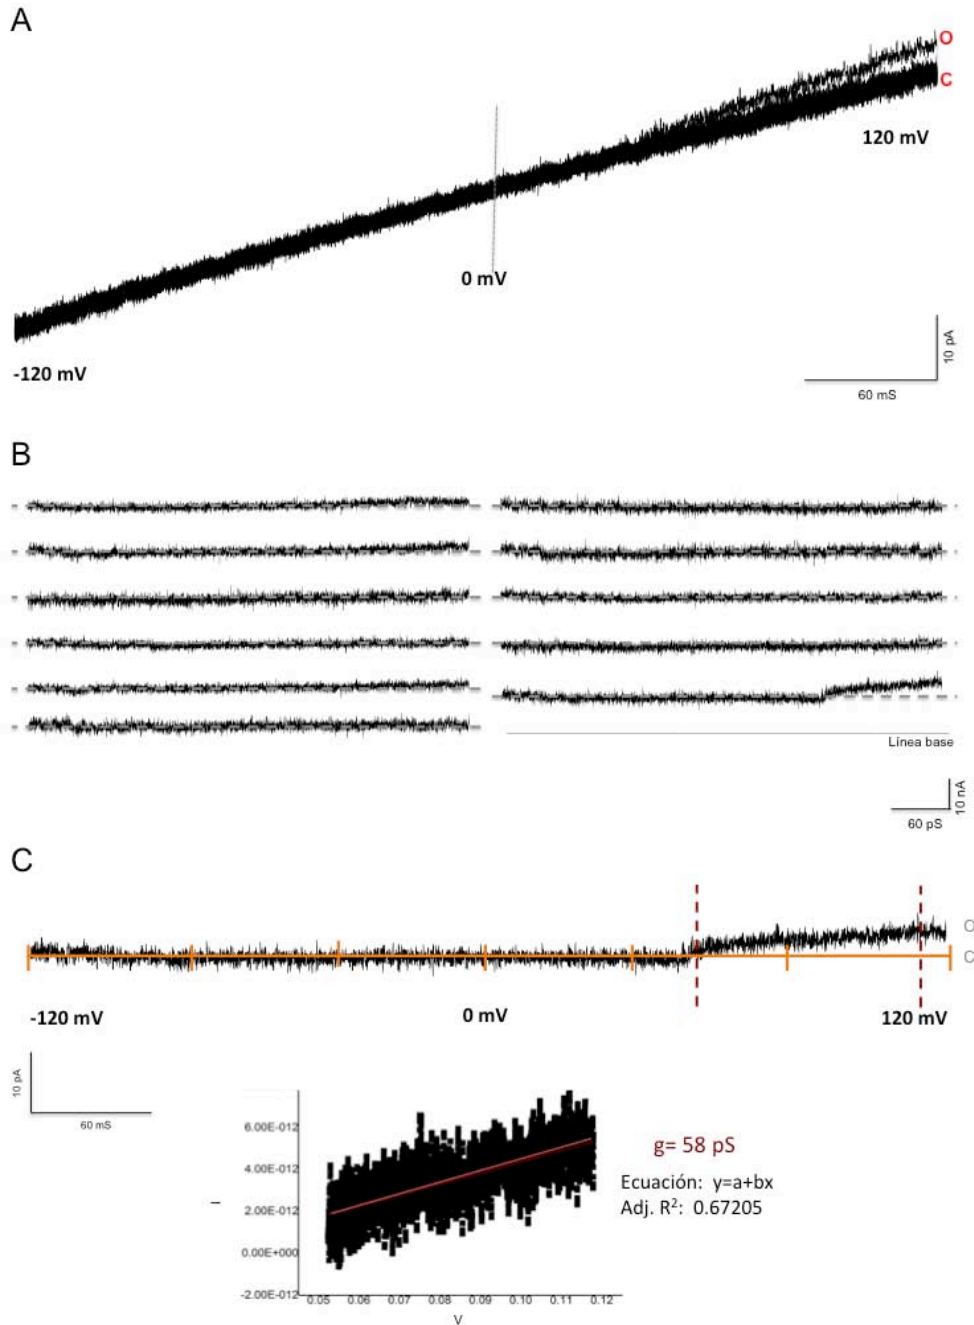 A
O
C
120 mV
0 mV
-120 mV
10 pA
60 mS
B
Línea base
10 nA
60 pS
C
O
C
-120 mV
0 mV
120 mV
10 pA
60 mS
6.00E-012
4.00E-012
2.00E-012
0.00E+000
-2.00E-012
I
0.05 0.06 0.07 0.08 0.09 0.10 0.11 0.12
V
g= 58 pS
Ecuación: y=a+bx
Adj. R²: 0.67205